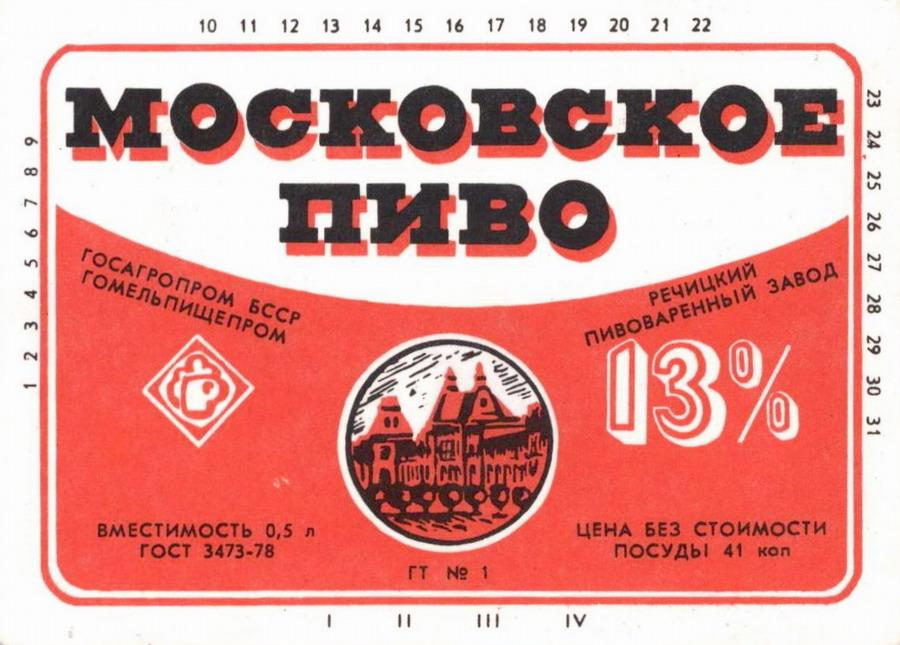 10 11 12 13 14 15 16 17 18 19 20 21 22
МОСКОВСКОЕ
ПИВО
1 2 3 4 5 6 7 8 9
23 24 25 26 27 28 29 30 31
ГОСАГРОПРОМ БССР
ГОМЕЛЬПИЩЕПРОМ
РЕЧИЦКИЙ
ПИВОВАРЕННЫЙ ЗАВОД
13%
ВМЕСТИМОСТЬ 0,5 л
ГОСТ 3473-78
ЦЕНА БЕЗ СТОИМОСТИ
ПОСУДЫ 41 коп
ГТ № 1
I II III IV